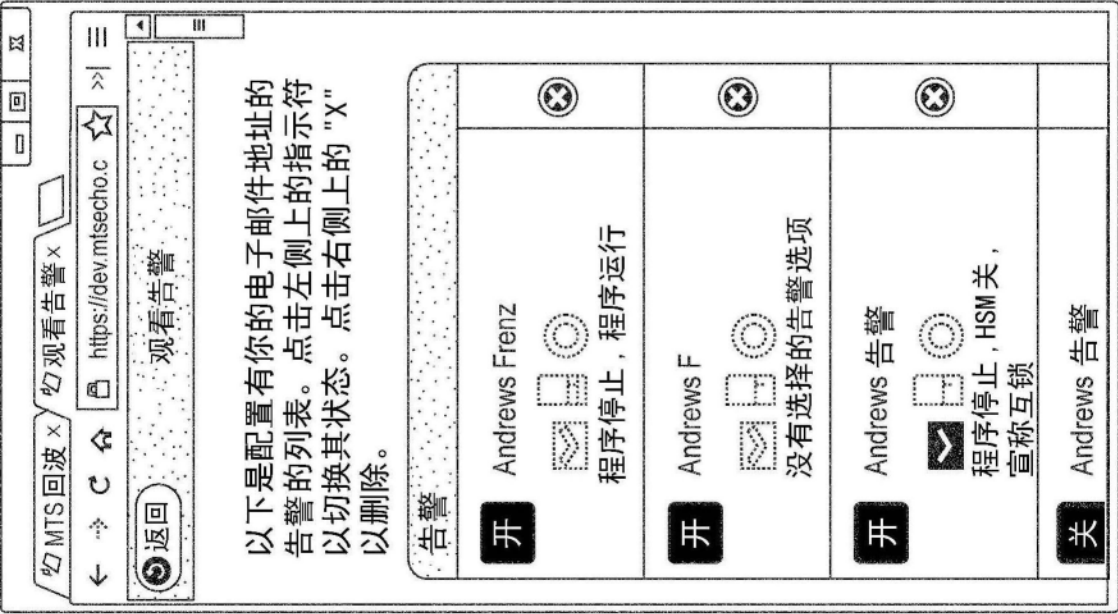 MTS回波 x
观看告警 x
https://dev.mtsecho.c
返回
观看告警
以下是配置有你的电子邮件地址的
告警的列表。点击左侧上的指示符
以切换其状态。点击右侧上的 "X"
以删除。
告警
开
Andrews Frenz
程序停止，程序运行
开
Andrews F
没有选择的告警选项
开
Andrews 告警
程序停止，HSM关，
宣称互锁
关
Andrews 告警